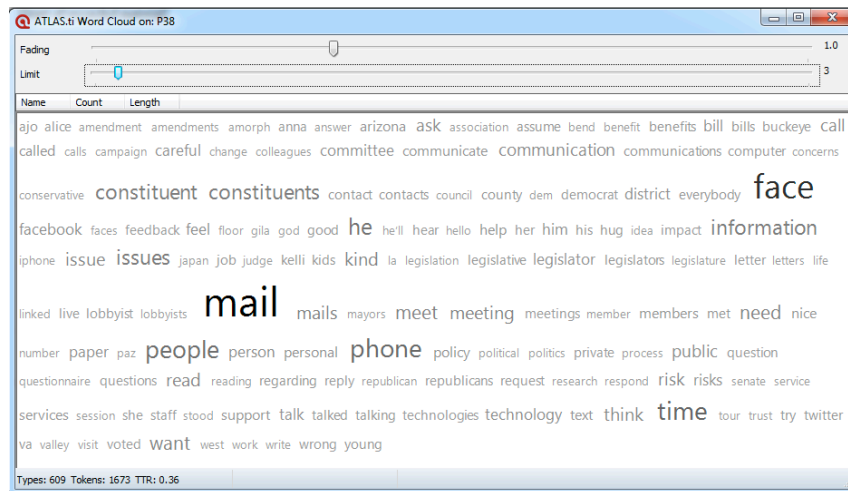 ATLAS.ti Word Cloud on: P38
Fading 1.0
Limit 3
Name Count Length
ajo alice amendment amendments amorph anna answer arizona ask association assume bend benefit benefits bill bills buckeye call
called calls campaign careful change colleagues committee communicate communication communications computer concerns
conservative constituent constituents contact contacts council county dem democrat district everybody face
facebook faces feedback feel floor gila god good he he'll hear hello help her him his hug idea impact information
iphone issue issues japan job judge kelli kids kind la legislation legislative legislator legislators legislature letter letters life
linked live lobbyist lobbyists mail mails mayors meet meeting meetings member members met need nice
number paper paz people person personal phone policy political politics private process public question
questionnaire questions read reading regarding reply republican republicans request research respond risk risks senate service
services session she staff stood support talk talked talking technologies technology text think time tour trust try twitter
va valley visit voted want west work write wrong young
Types: 609 Tokens: 1673 TTR: 0.36